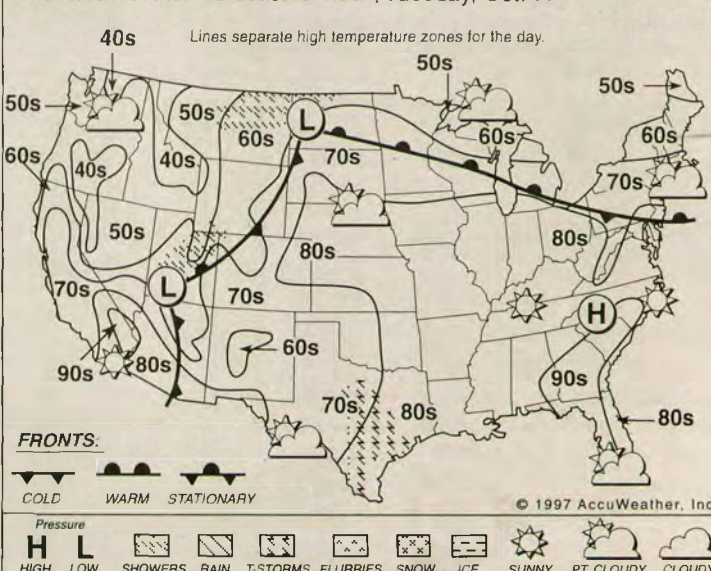 Lines separate high temperature zones for the day.
40s
50s
50s
50s
50s
60s
60s
60s
60s
40s
40s
70s
70s
50s
80s
80s
70s
70s
60s
90s
80s
70s
80s
90s
80s
L
L
H
FRONTS:
COLD WARM STATIONARY
© 1997 AccuWeather, Inc
Pressure
H L
HIGH LOW SHOWERS RAIN T-STORMS FLURRIES SNOW ICE SUNNY PT. CLOUDY CLOUDY